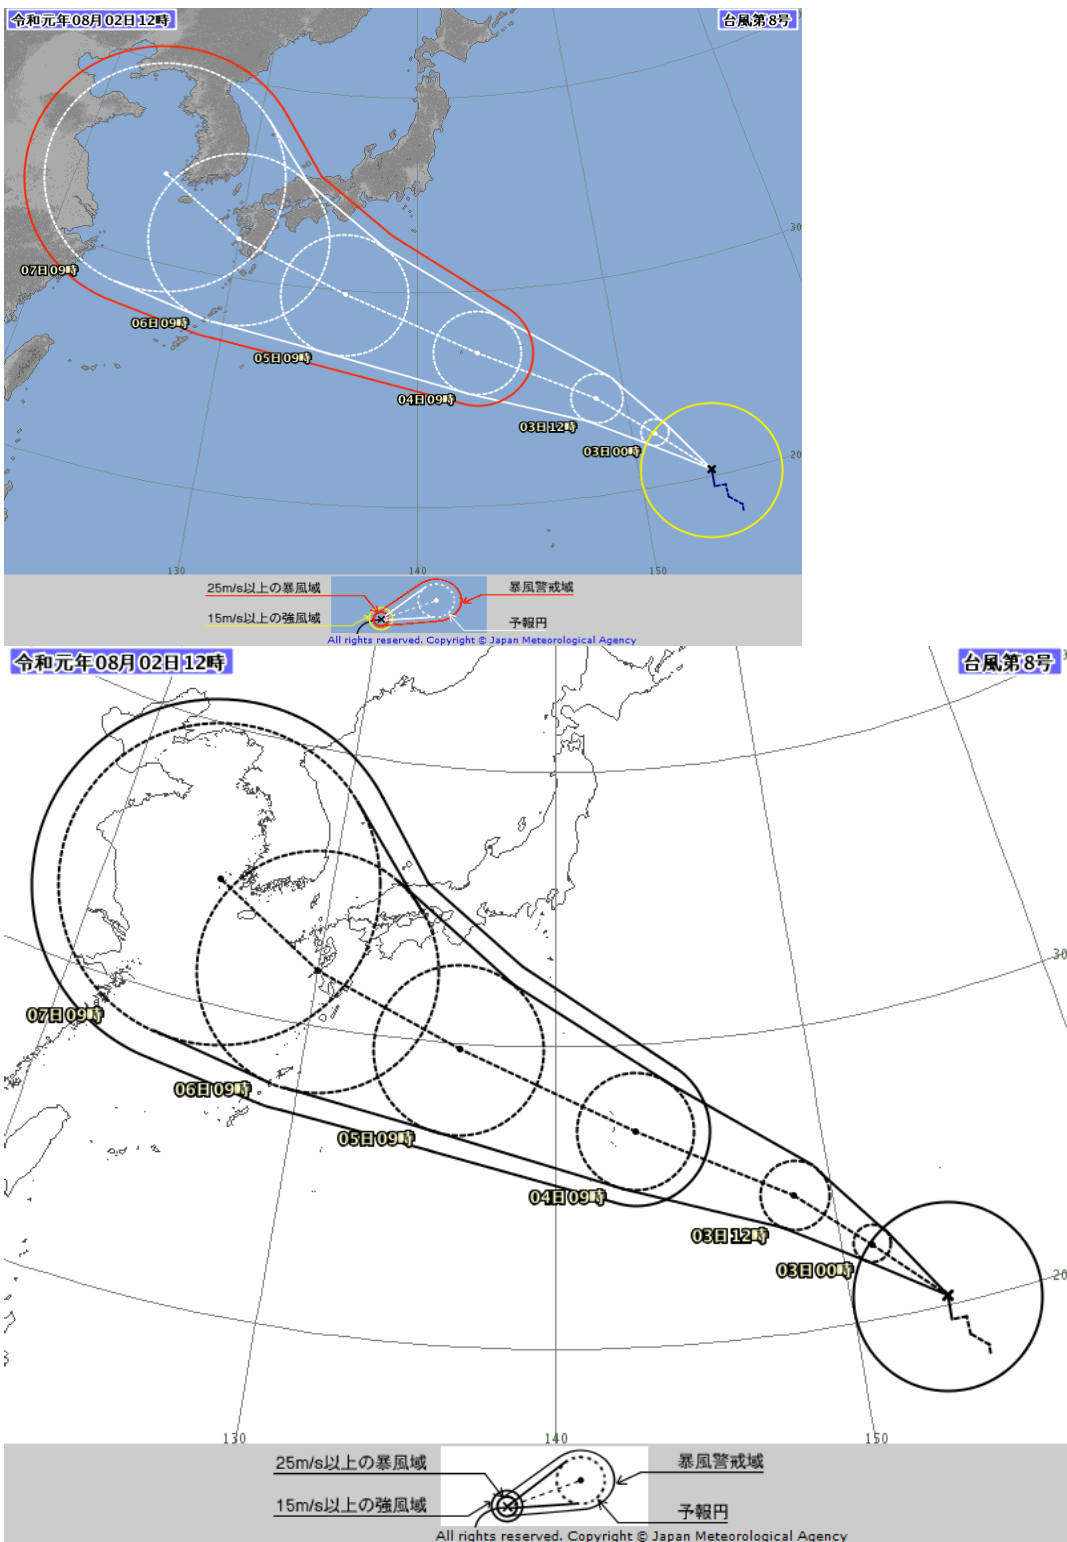 令和元年08月02日12時
台風第8号
30
07日09時
06日09時
05日09時
04日09時
03日12時
03日00時
20
130
140
150
25m/s以上の暴風域
暴風警戒域
15m/s以上の強風域
予報円
All rights reserved. Copyright © Japan Meteorological Agency
令和元年08月02日12時
台風第8号
30
07日09時
06日09時
05日09時
04日09時
03日12時
03日00時
20
130
140
150
25m/s以上の暴風域
暴風警戒域
15m/s以上の強風域
予報円
All rights reserved. Copyright © Japan Meteorological Agency